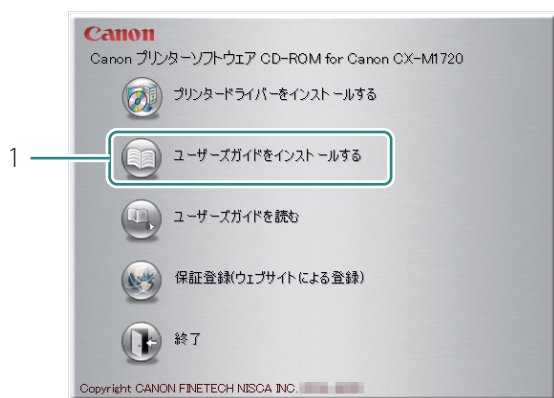 Canon
Canon プリンターソフトウェア CD-ROM for Canon CX-M1720
プリンタードライバーをインストールする
1
ユーザーズガイドをインストールする
ユーザーズガイドを読む
保証登録(ウェブサイトによる登録)
終了
Copyright CANON FINETECH NISCA INC.